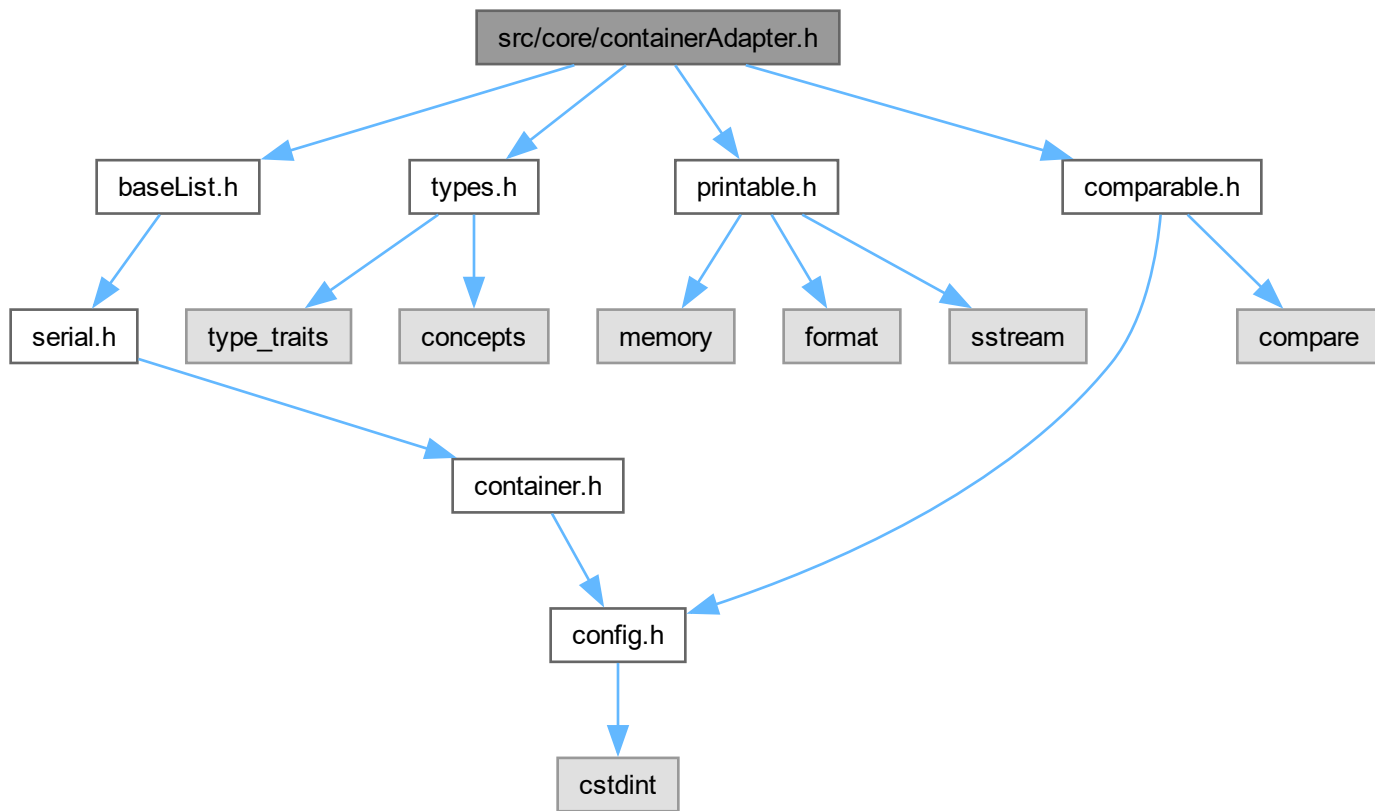 src/core/containerAdapter.h
baseList.h
types.h
printable.h
comparable.h
serial.h
type_traits
concepts
memory
format
sstream
compare
container.h
config.h
cstdint